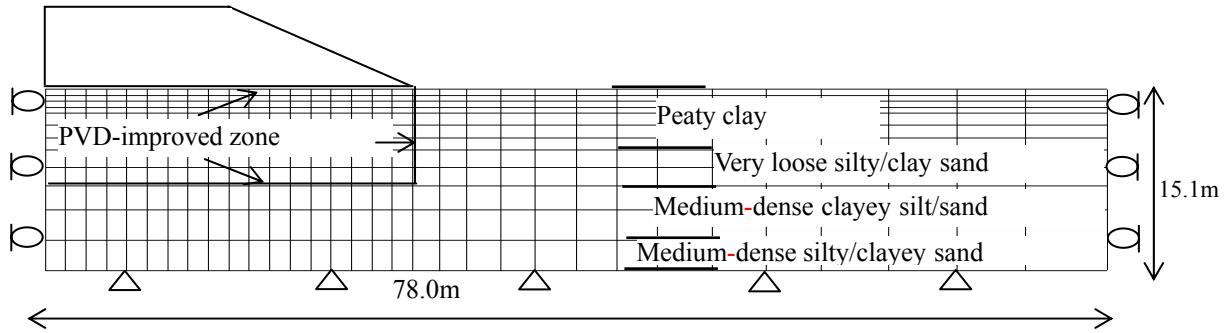 Peaty clay
PVD-improved zone
Very loose silty/clay sand
15.1m
Medium-dense clayey silt/sand
Medium-dense silty/clayey sand
78.0m